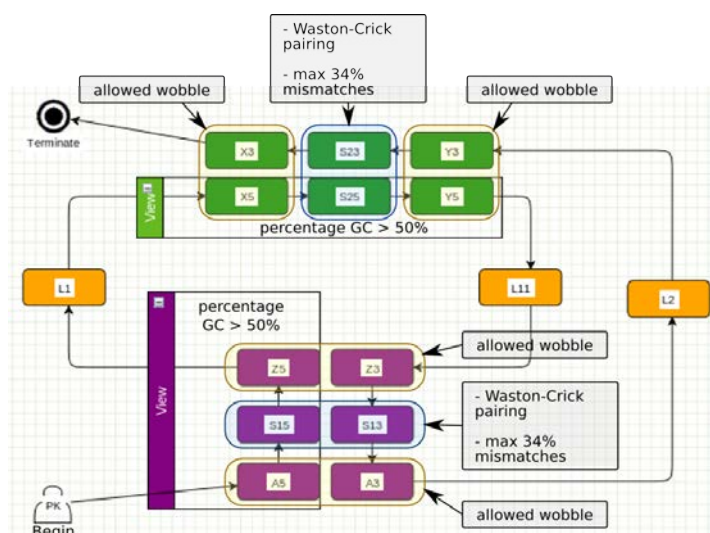 - Waston-Crick
pairing
- max 34%
mismatches
allowed wobble
allowed wobble
Terminate
X3
S23
Y3
View
X5
S25
Y5
percentage GC > 50%
L1
L11
L2
percentage
GC > 50%
allowed wobble
Z5
Z3
- Waston-Crick
pairing
- max 34%
mismatches
View
S15
S13
A5
A3
PK
Begin
allowed wobble